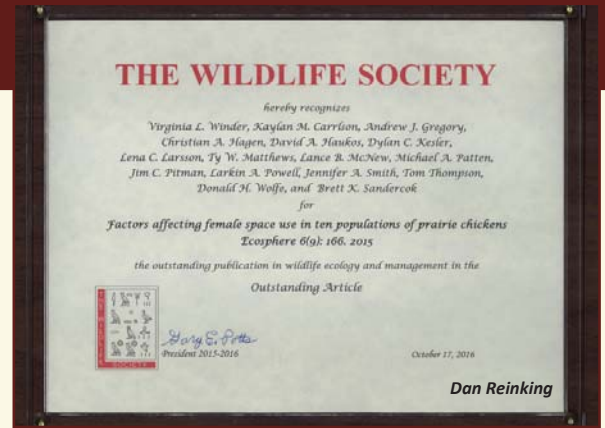 THE WILDLIFE SOCIETY
hereby recognizes
Virginia L. Winder, Kaylan M. Carrlson, Andrew J. Gregory,
Christian A. Hagen, David A. Haukos, Dylan C. Kesler,
Lena C. Larsson, Ty W. Matthews, Lance B. McNew, Michael A. Patten,
Jim C. Pitman, Larkin A. Powell, Jennifer A. Smith, Tom Thompson,
Donald H. Wolfe, and Brett K. Sandercok
for
Factors affecting female space use in ten populations of prairie chickens
Ecosphere 6(9): 166. 2015
the outstanding publication in wildlife ecology and management in the
Outstanding Article
THE WILDLIFE
SOCIETY
Gary E. Potts
President 2015-2016
October 17, 2016
Dan Reinking